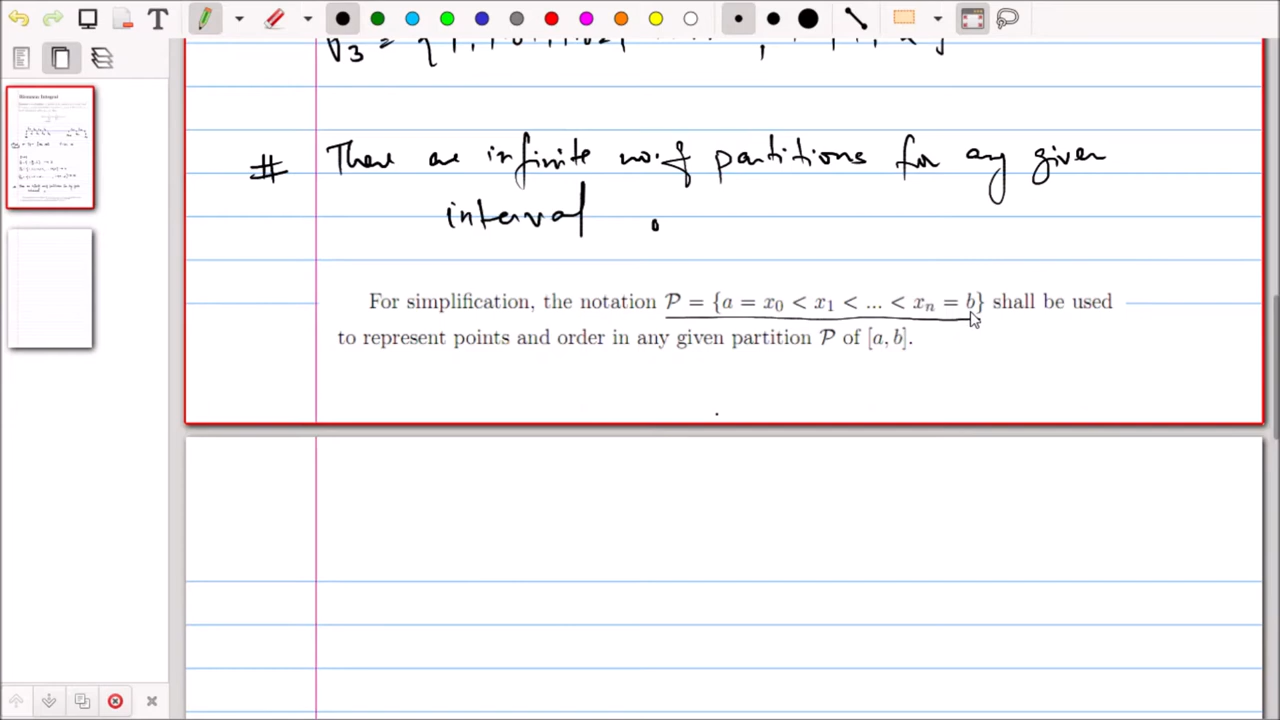 # There are infinite no. of partitions for any given
interval.
For simplification, the notation P = {a = x₀ < x₁ < ... < xₙ = b} shall be used
to represent points and order in any given partition P of [a, b].